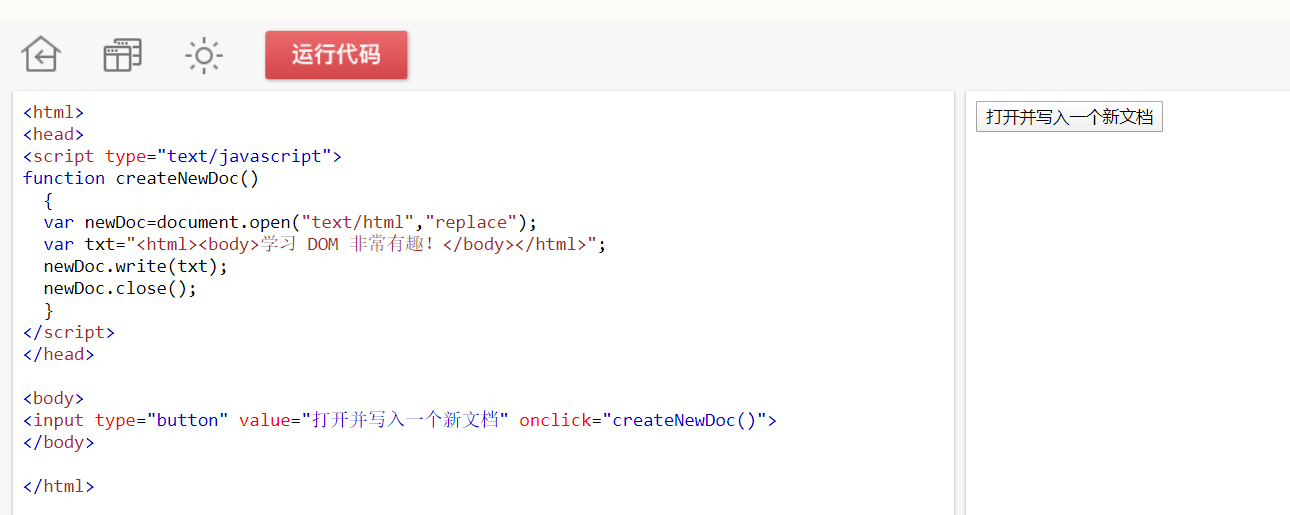 运行代码
<html>
<head>
<script type="text/javascript">
function createNewDoc()
  {
  var newDoc=document.open("text/html","replace");
  var txt="<html><body>学习 DOM 非常有趣！</body></html>";
  newDoc.write(txt);
  newDoc.close();
  }
</script>
</head>
<body>
<input type="button" value="打开并写入一个新文档" onclick="createNewDoc()">
</body>
</html>
打开并写入一个新文档